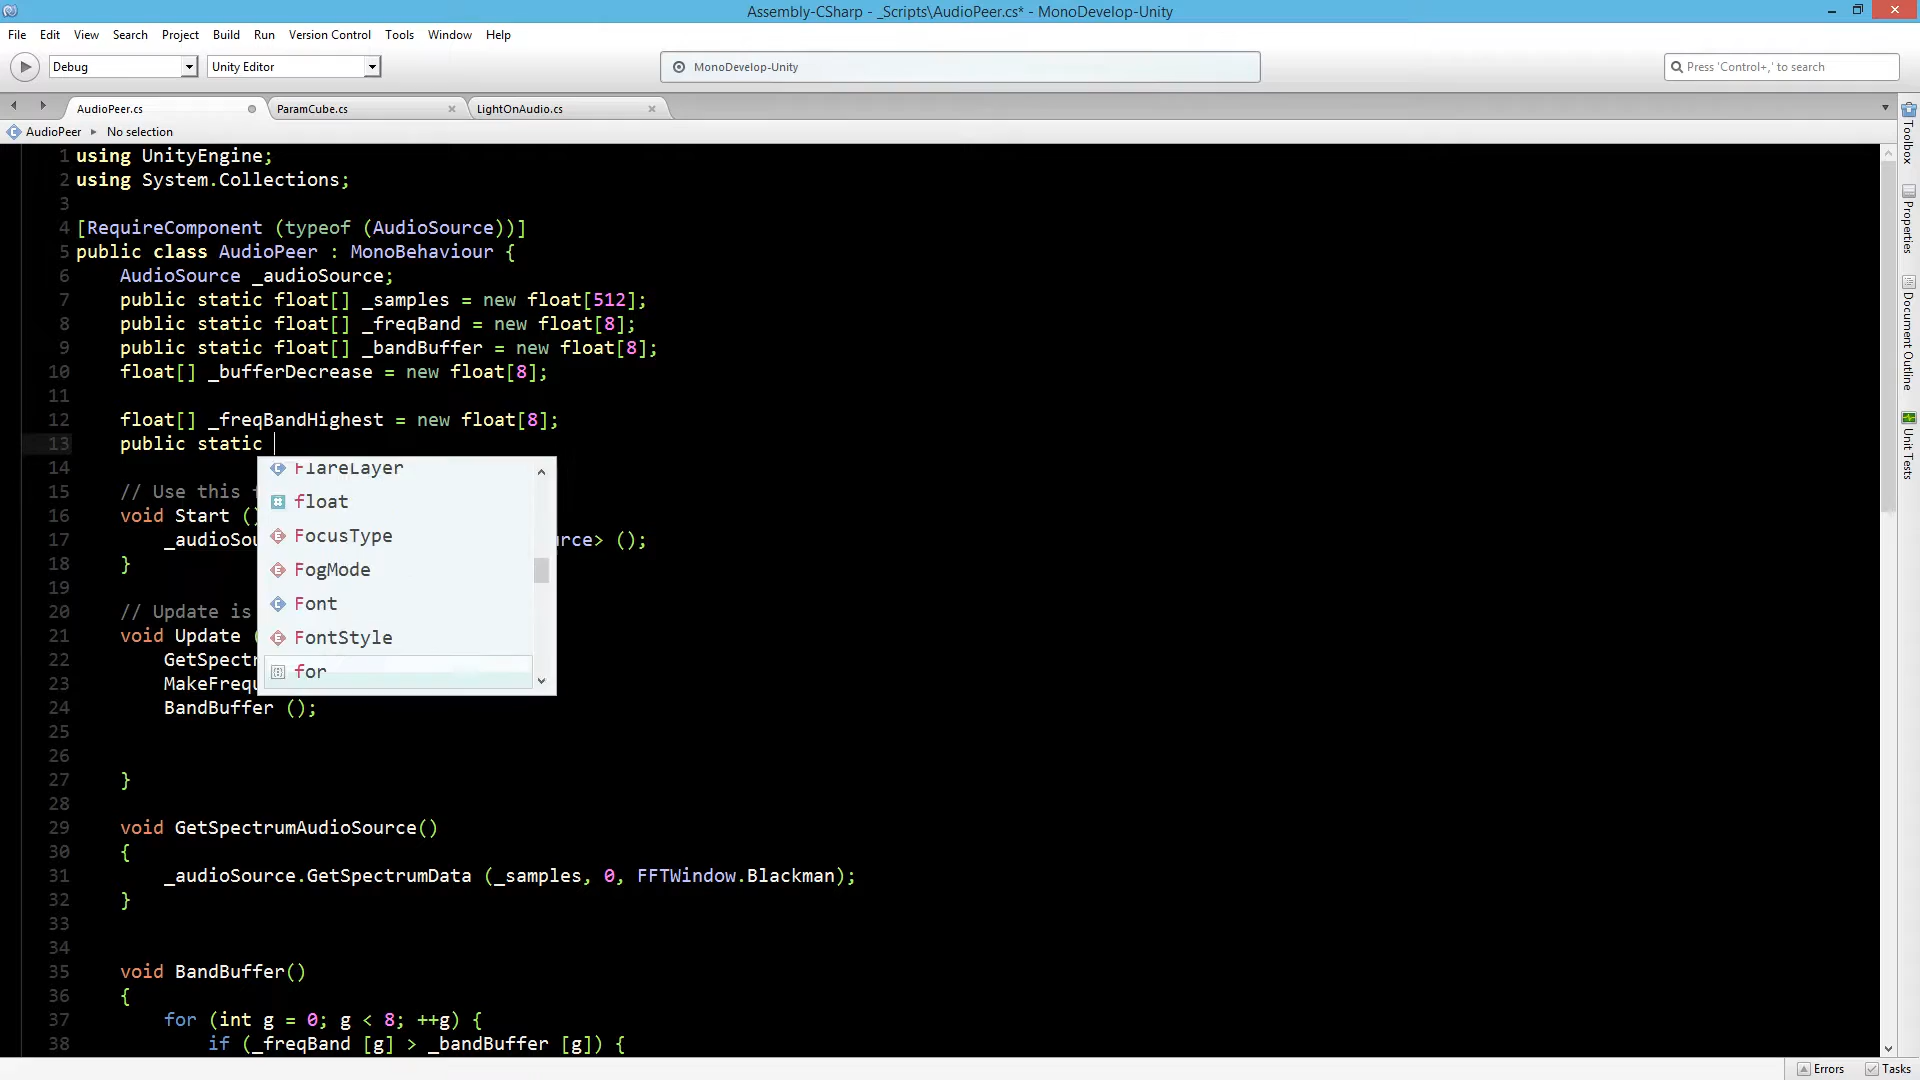 Assembly-CSharp - _Scripts\AudioPeer.cs* - MonoDevelop-Unity
File Edit View Search Project Build Run Version Control Tools Window Help
Debug Unity Editor MonoDevelop-Unity Press 'Control+,' to search
AudioPeer.cs ParamCube.cs LightOnAudio.cs
AudioPeer No selection
1 using UnityEngine;
2 using System.Collections;
3
4 [RequireComponent (typeof (AudioSource))]
5 public class AudioPeer : MonoBehaviour {
6 AudioSource _audioSource;
7 public static float[] _samples = new float[512];
8 public static float[] _freqBand = new float[8];
9 public static float[] _bandBuffer = new float[8];
10 float[] _bufferDecrease = new float[8];
11
12 float[] _freqBandHighest = new float[8];
13 public static
14
15 // Use this
16 void Start ()
17 _audioSou rce> ();
18 }
19
20 // Update is
21 void Update (
22 GetSpectr
23 MakeFrequ
24 BandBuffer ();
25
26
27 }
28
29 void GetSpectrumAudioSource()
30 {
31 _audioSource.GetSpectrumData (_samples, 0, FFTWindow.Blackman);
32 }
33
34
35 void BandBuffer()
36 {
37 for (int g = 0; g < 8; ++g) {
38 if (_freqBand [g] > _bandBuffer [g]) {
FlareLayer
float
FocusType
FogMode
Font
FontStyle
for
Toolbox
Properties
Document Outline
Unit Tests
Errors Tasks